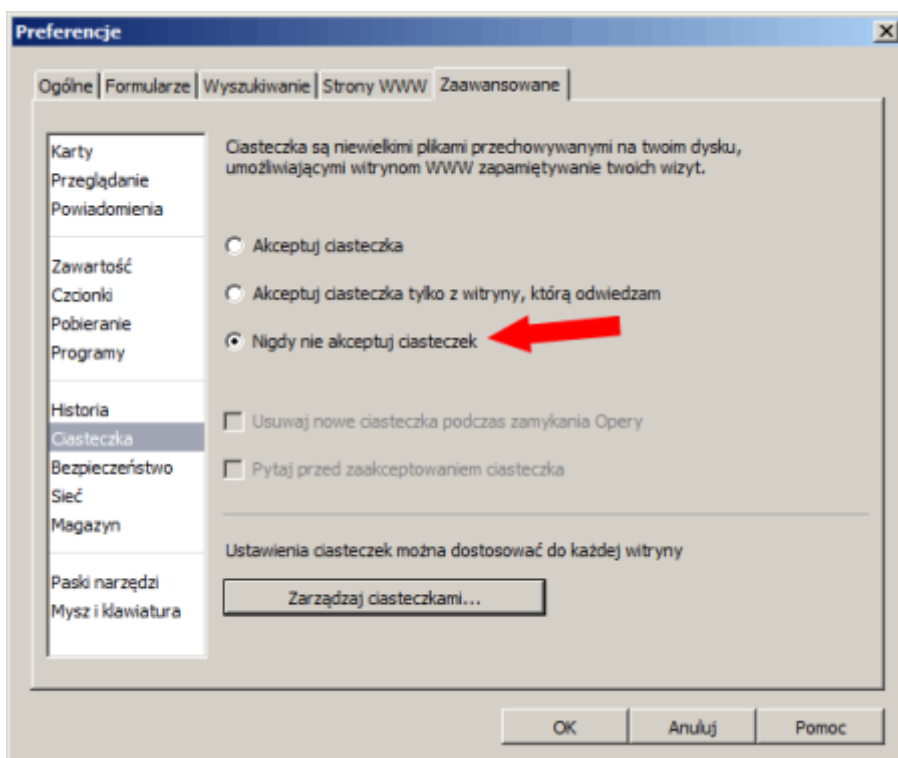 Preferencje
Ogólne
Formularze
Wyszukiwanie
Strony WWW
Zaawansowane
Karty
Przeglądanie
Powiadomienia
Zawartość
Czcionki
Pobieranie
Programy
Historia
Ciasteczka
Bezpieczeństwo
Sieć
Magazyn
Paski narzędzi
Mysz i klawiatura
Ciasteczka są niewielkimi plikami przechowywanymi na twoim dysku,
umożliwiającymi witrynom WWW zapamiętywanie twoich wizyt.
Akceptuj ciasteczka
Akceptuj ciasteczka tylko z witryny, którą odwiedzam
Nigdy nie akceptuj ciasteczek
Usuwaj nowe ciasteczka podczas zamykania Opery
Pytaj przed zaakceptowaniem ciasteczka
Ustawienia ciasteczek można dostosować do każdej witryny
Zarządzaj ciasteczkami...
OK
Anuluj
Pomoc